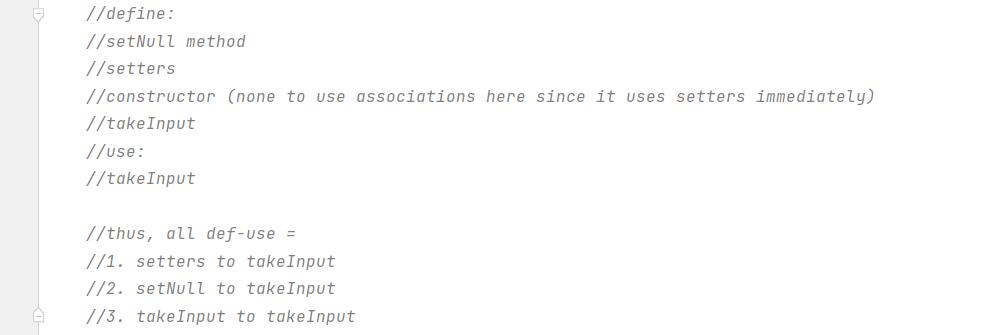 //define:
//setNull method
//setters
//constructor (none to use associations here since it uses setters immediately)
//takeInput
//use:
//takeInput
//thus, all def-use =
//1. setters to takeInput
//2. setNull to takeInput
//3. takeInput to takeInput